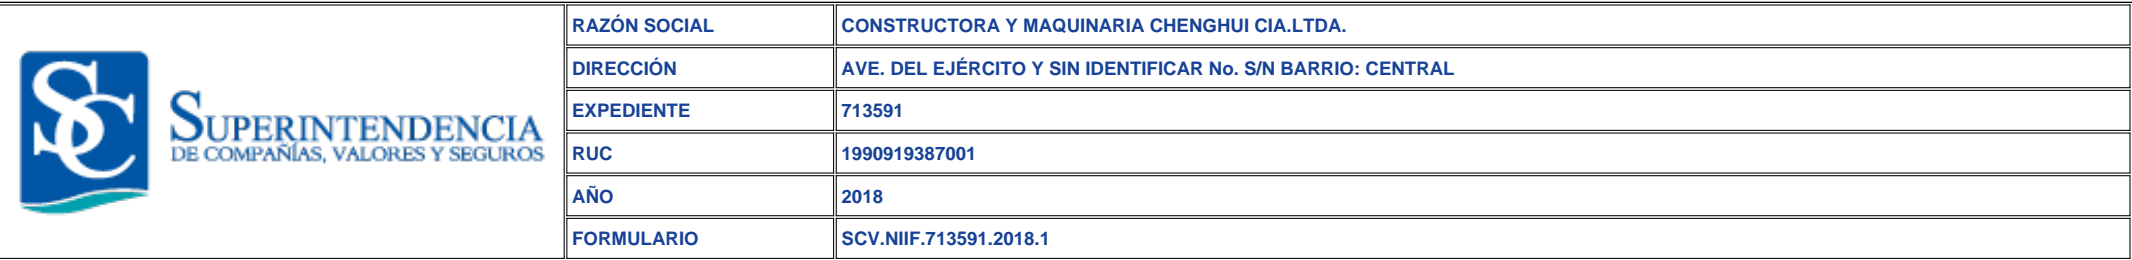 SC
SUPERINTENDENCIA
DE COMPAÑÍAS, VALORES Y SEGUROS
RAZÓN SOCIAL CONSTRUCTORA Y MAQUINARIA CHENGHUI CIA.LTDA.
DIRECCIÓN AVE. DEL EJÉRCITO Y SIN IDENTIFICAR No. S/N BARRIO: CENTRAL
EXPEDIENTE 713591
RUC 1990919387001
AÑO 2018
FORMULARIO SCV.NIIF.713591.2018.1